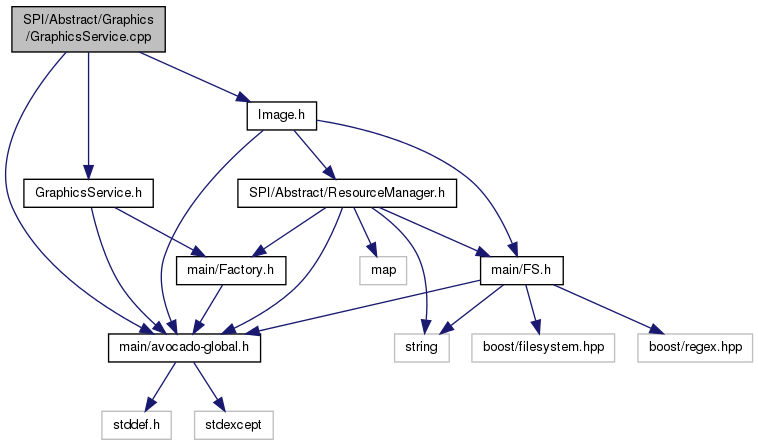 SPI/Abstract/Graphics
/GraphicsService.cpp
Image.h
GraphicsService.h
SPI/Abstract/ResourceManager.h
main/Factory.h
map
main/FS.h
main/avocado-global.h
string
boost/filesystem.hpp
boost/regex.hpp
stddef.h
stdexcept